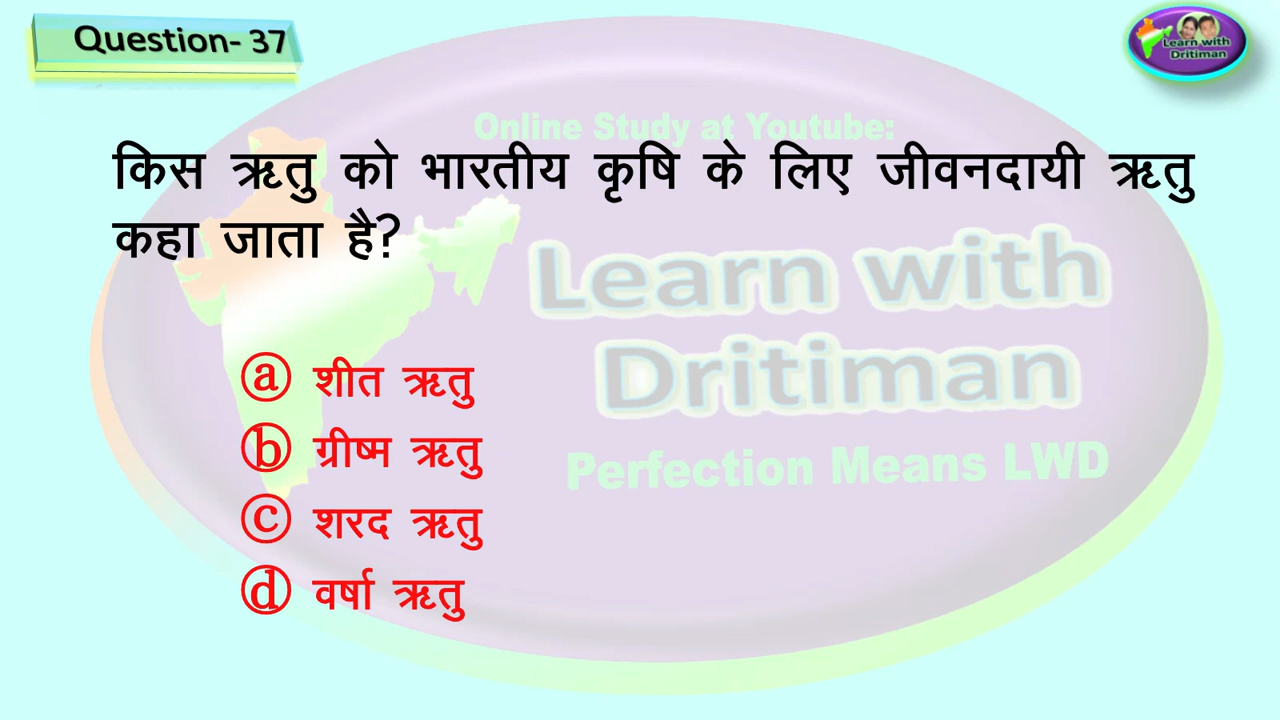 Question- 37
Learn with
Dritiman
Online Study at Youtube:
किस ऋतु को भारतीय कृषि के लिए जीवनदायी ऋतु
कहा जाता है?
Learn with
Dritiman
Perfection Means LWD
ⓐ शीत ऋतु
ⓑ ग्रीष्म ऋतु
ⓒ शरद ऋतु
ⓓ वर्षा ऋतु